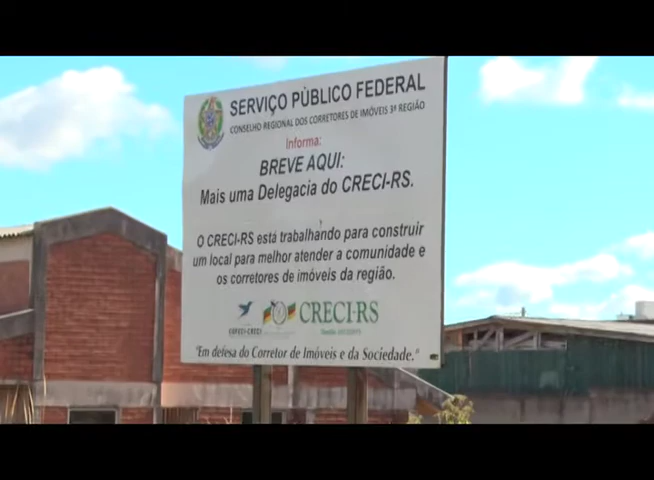 SERVIÇO PÚBLICO FEDERAL
CONSELHO REGIONAL DOS CORRETORES DE IMÓVEIS 3ª REGIÃO
Informa:
BREVE AQUI:
Mais uma Delegacia do CRECI-RS.
O CRECI-RS está trabalhando para construir
um local para melhor atender a comunidade e
os corretores de imóveis da região.
COFECI-CRECI
CRECI-RS
"Em defesa do Corretor de Imóveis e da Sociedade."